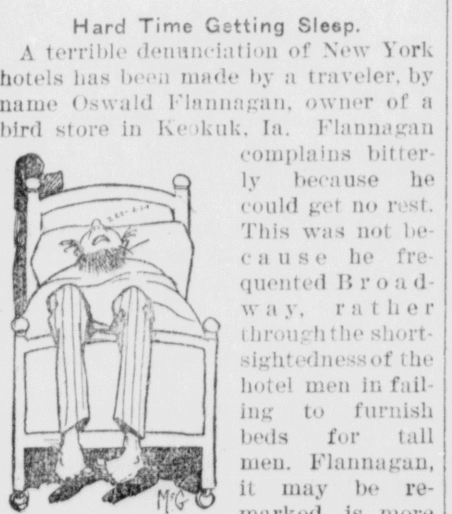 Hard Time Getting Sleep.
A terrible denunciation of New York
hotels has been made by a traveler, by
name Oswald Flannagan, owner of a
bird store in Keokuk, Ia. Flannagan
complains bitter-
ly because he
could get no rest.
This was not be-
cause he fre-
quented Broad-
way, rather
through the short-
sightedness of the
hotel men in fail-
ing to furnish
beds for tall
men. Flannagan,
it may be re-
marked, is more
McG